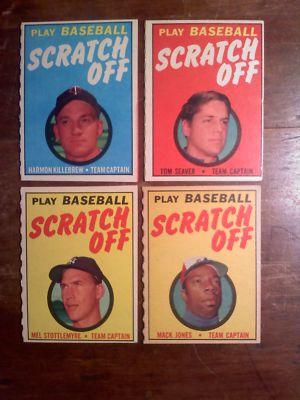 PLAY BASEBALL
SCRATCH
OFF
HARMON KILLEBREW • TEAM CAPTAIN
PLAY BASEBALL
SCRATCH
OFF
TOM SEAVER • TEAM CAPTAIN
PLAY BASEBALL
SCRATCH
OFF
MEL STOTTLEMYRE • TEAM CAPTAIN
PLAY BASEBALL
SCRATCH
OFF
MACK JONES • TEAM CAPTAIN